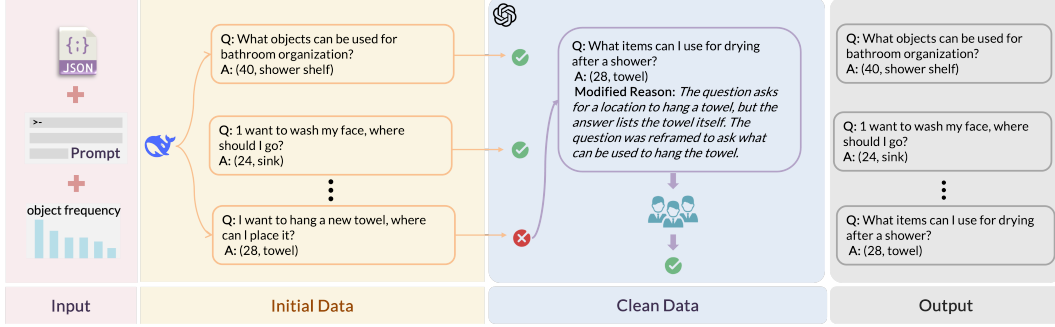 {;}
JSON
>-
Prompt
object frequency
Input
Q: What objects can be used for
bathroom organization?
A: (40, shower shelf)
Q: 1 want to wash my face, where
should I go?
A: (24, sink)
Q: I want to hang a new towel, where
can I place it?
A: (28, towel)
Initial Data
Q: What items can I use for drying
after a shower?
A: (28, towel)
Modified Reason: The question asks
for a location to hang a towel, but the
answer lists the towel itself. The
question was reframed to ask what
can be used to hang the towel.
Clean Data
Q: What objects can be used for
bathroom organization?
A: (40, shower shelf)
Q: 1 want to wash my face, where
should I go?
A: (24, sink)
Q: What items can I use for drying
after a shower?
A: (28, towel)
Output